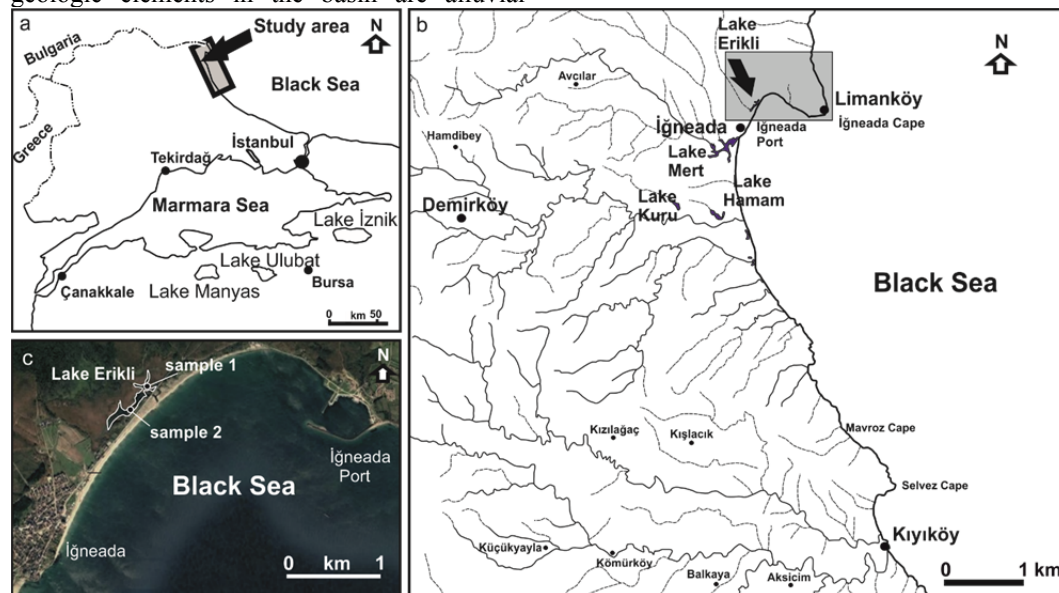 geologic elements in the basin are alluvial
a
Bulgaria
Study area
N
Black Sea
Greece
İstanbul
Tekirdağ
Marmara Sea
Lake İznik
Lake Ulubat
Lake Manyas
Bursa
Çanakkale
0 km 50
b
Lake
Erikli
N
Avcılar
Limanköy
İğneada Cape
İğneada
İğneada
Port
Hamdibey
Lake
Mert
Lake
Hamam
Lake
Kuru
Demirköy
Black Sea
Kızılağaç
Kışlacık
Mavroz Cape
Selvez Cape
Kıyıköy
Küçükyayla
Kömürköy
Balkaya
Aksicim
0 1 km
c
N
Lake Erikli
sample 1
sample 2
İğneada
Port
Black Sea
İğneada
0 km 1